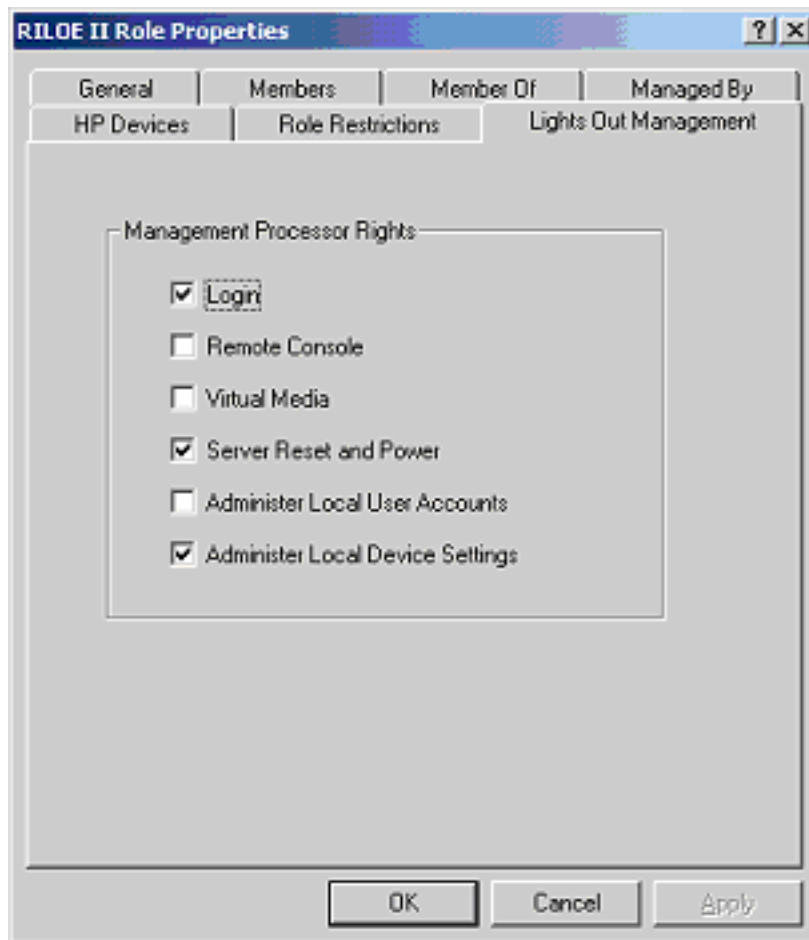 RILOE II Role Properties
General Members Member Of Managed By
HP Devices Role Restrictions Lights Out Management
Management Processor Rights
Login
Remote Console
Virtual Media
Server Reset and Power
Administer Local User Accounts
Administer Local Device Settings
OK Cancel Apply